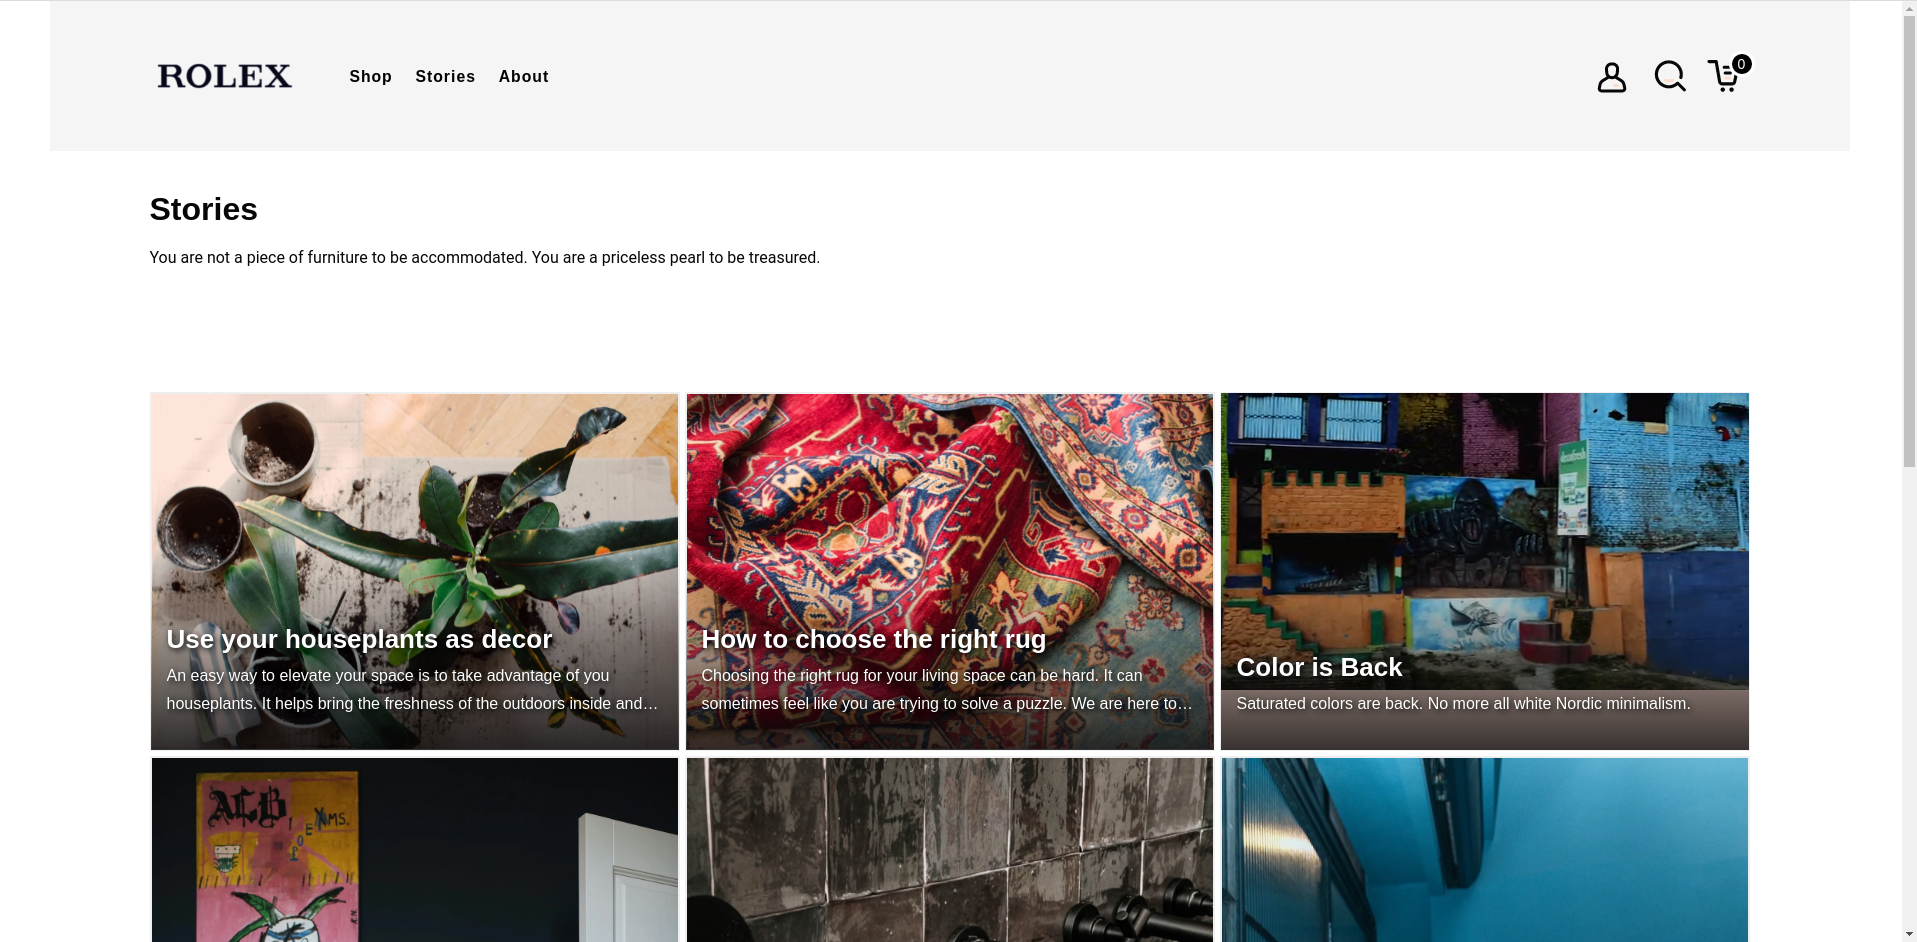 ROLEX
Shop
Stories
About
0
Stories
You are not a piece of furniture to be accommodated. You are a priceless pearl to be treasured.
Use your houseplants as decor
An easy way to elevate your space is to take advantage of you
houseplants. It helps bring the freshness of the outdoors inside and…
How to choose the right rug
Choosing the right rug for your living space can be hard. It can
sometimes feel like you are trying to solve a puzzle. We are here to…
Color is Back
Saturated colors are back. No more all white Nordic minimalism.
ALB